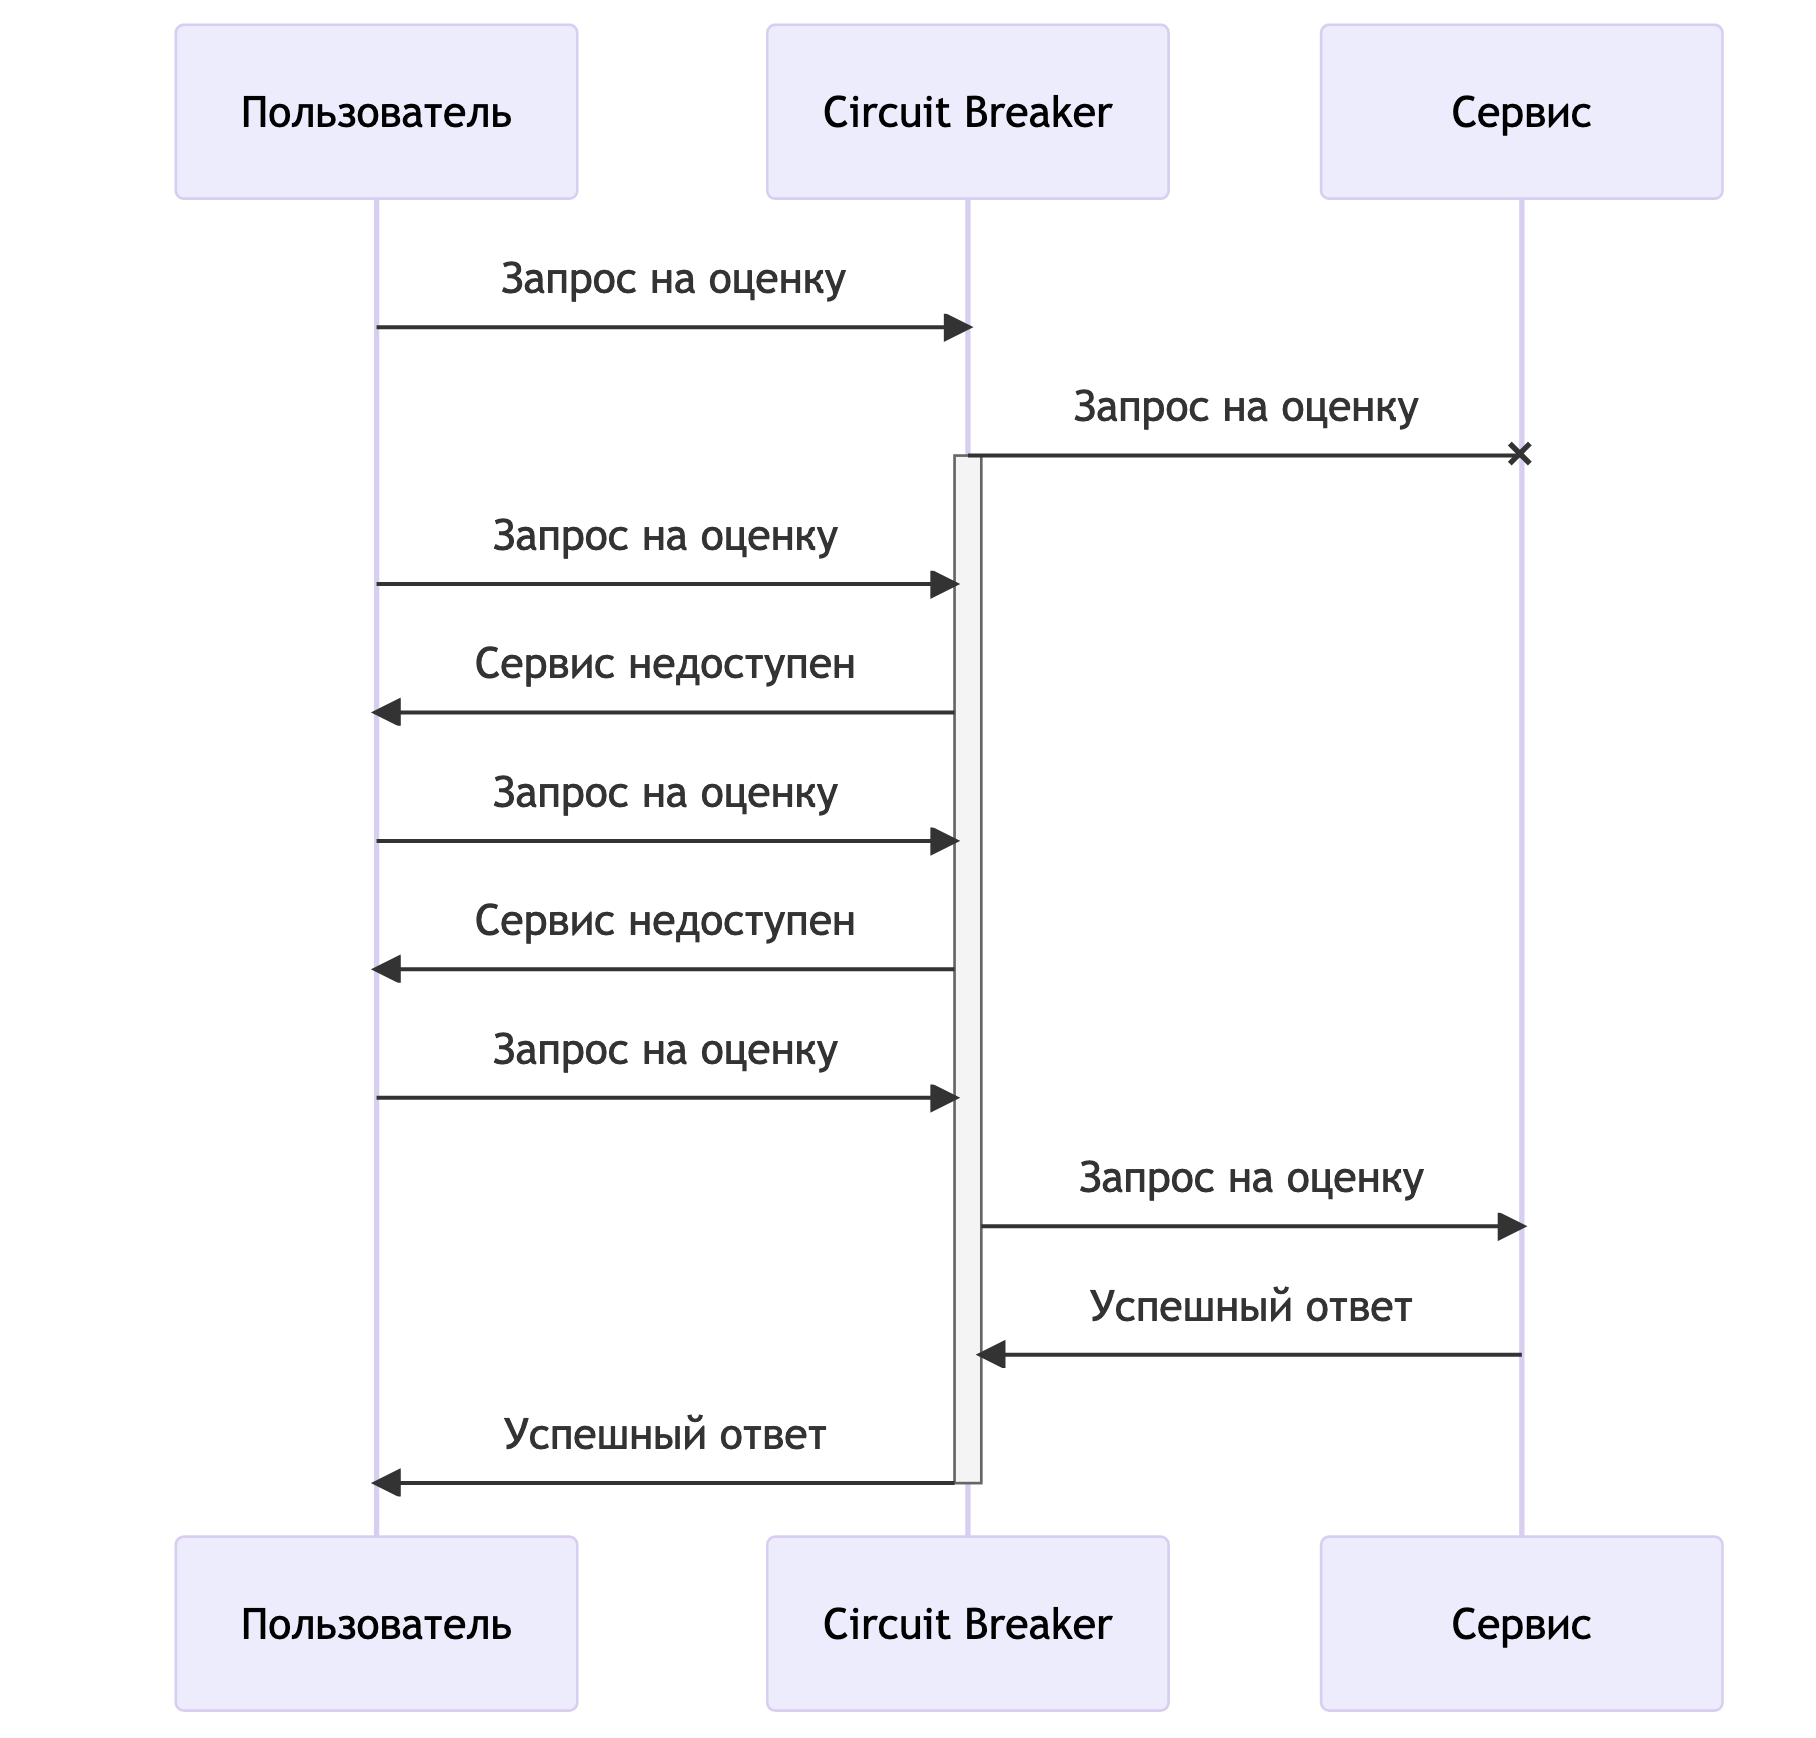 Пользователь
Circuit Breaker
Сервис
Запрос на оценку
Запрос на оценку
Запрос на оценку
Сервис недоступен
Запрос на оценку
Сервис недоступен
Запрос на оценку
Запрос на оценку
Успешный ответ
Успешный ответ
Пользователь
Circuit Breaker
Сервис